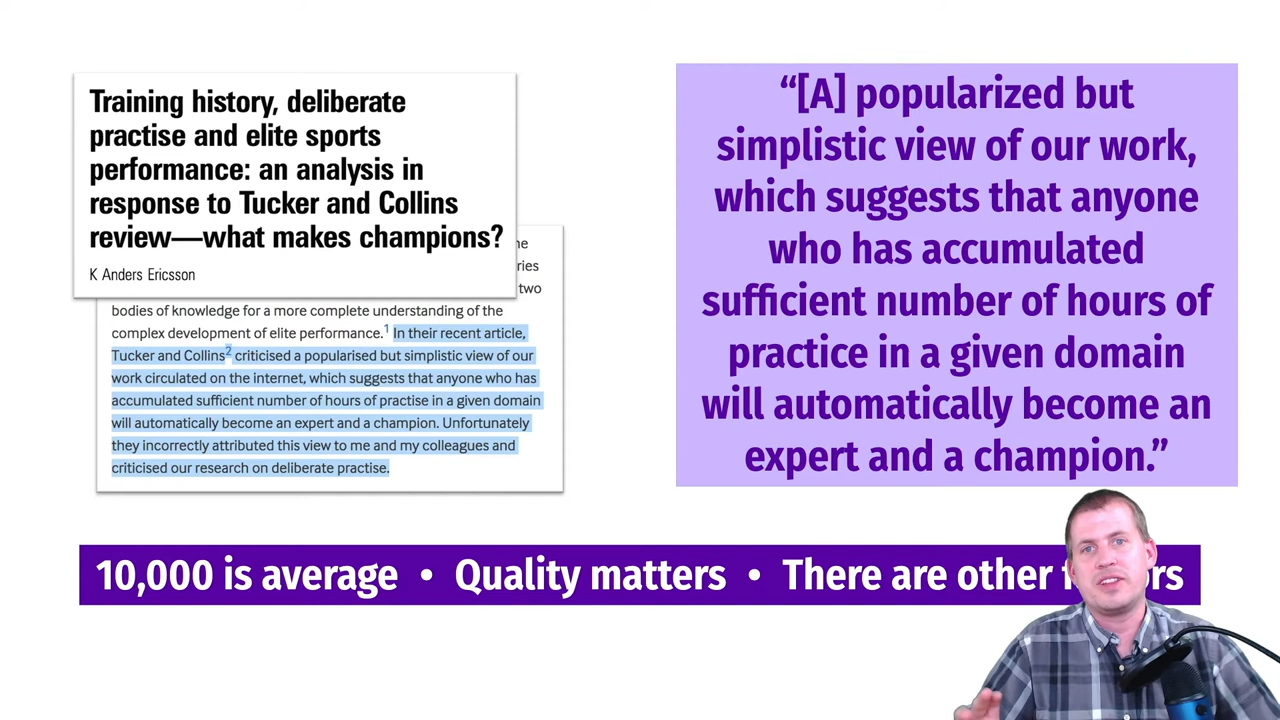 Training history, deliberate
practise and elite sports
performance: an analysis in
response to Tucker and Collins
review—what makes champions?
K Anders Ericsson
two
bodies of knowledge for a more complete understanding of the
complex development of elite performance.1 In their recent article,
Tucker and Collins2 criticised a popularised but simplistic view of our
work circulated on the internet, which suggests that anyone who has
accumulated sufficient number of hours of practise in a given domain
will automatically become an expert and a champion. Unfortunately
they incorrectly attributed this view to me and my colleagues and
criticised our research on deliberate practise.
“[A] popularized but
simplistic view of our work,
which suggests that anyone
who has accumulated
sufficient number of hours of
practice in a given domain
will automatically become an
expert and a champion.”
10,000 is average • Quality matters • There are other